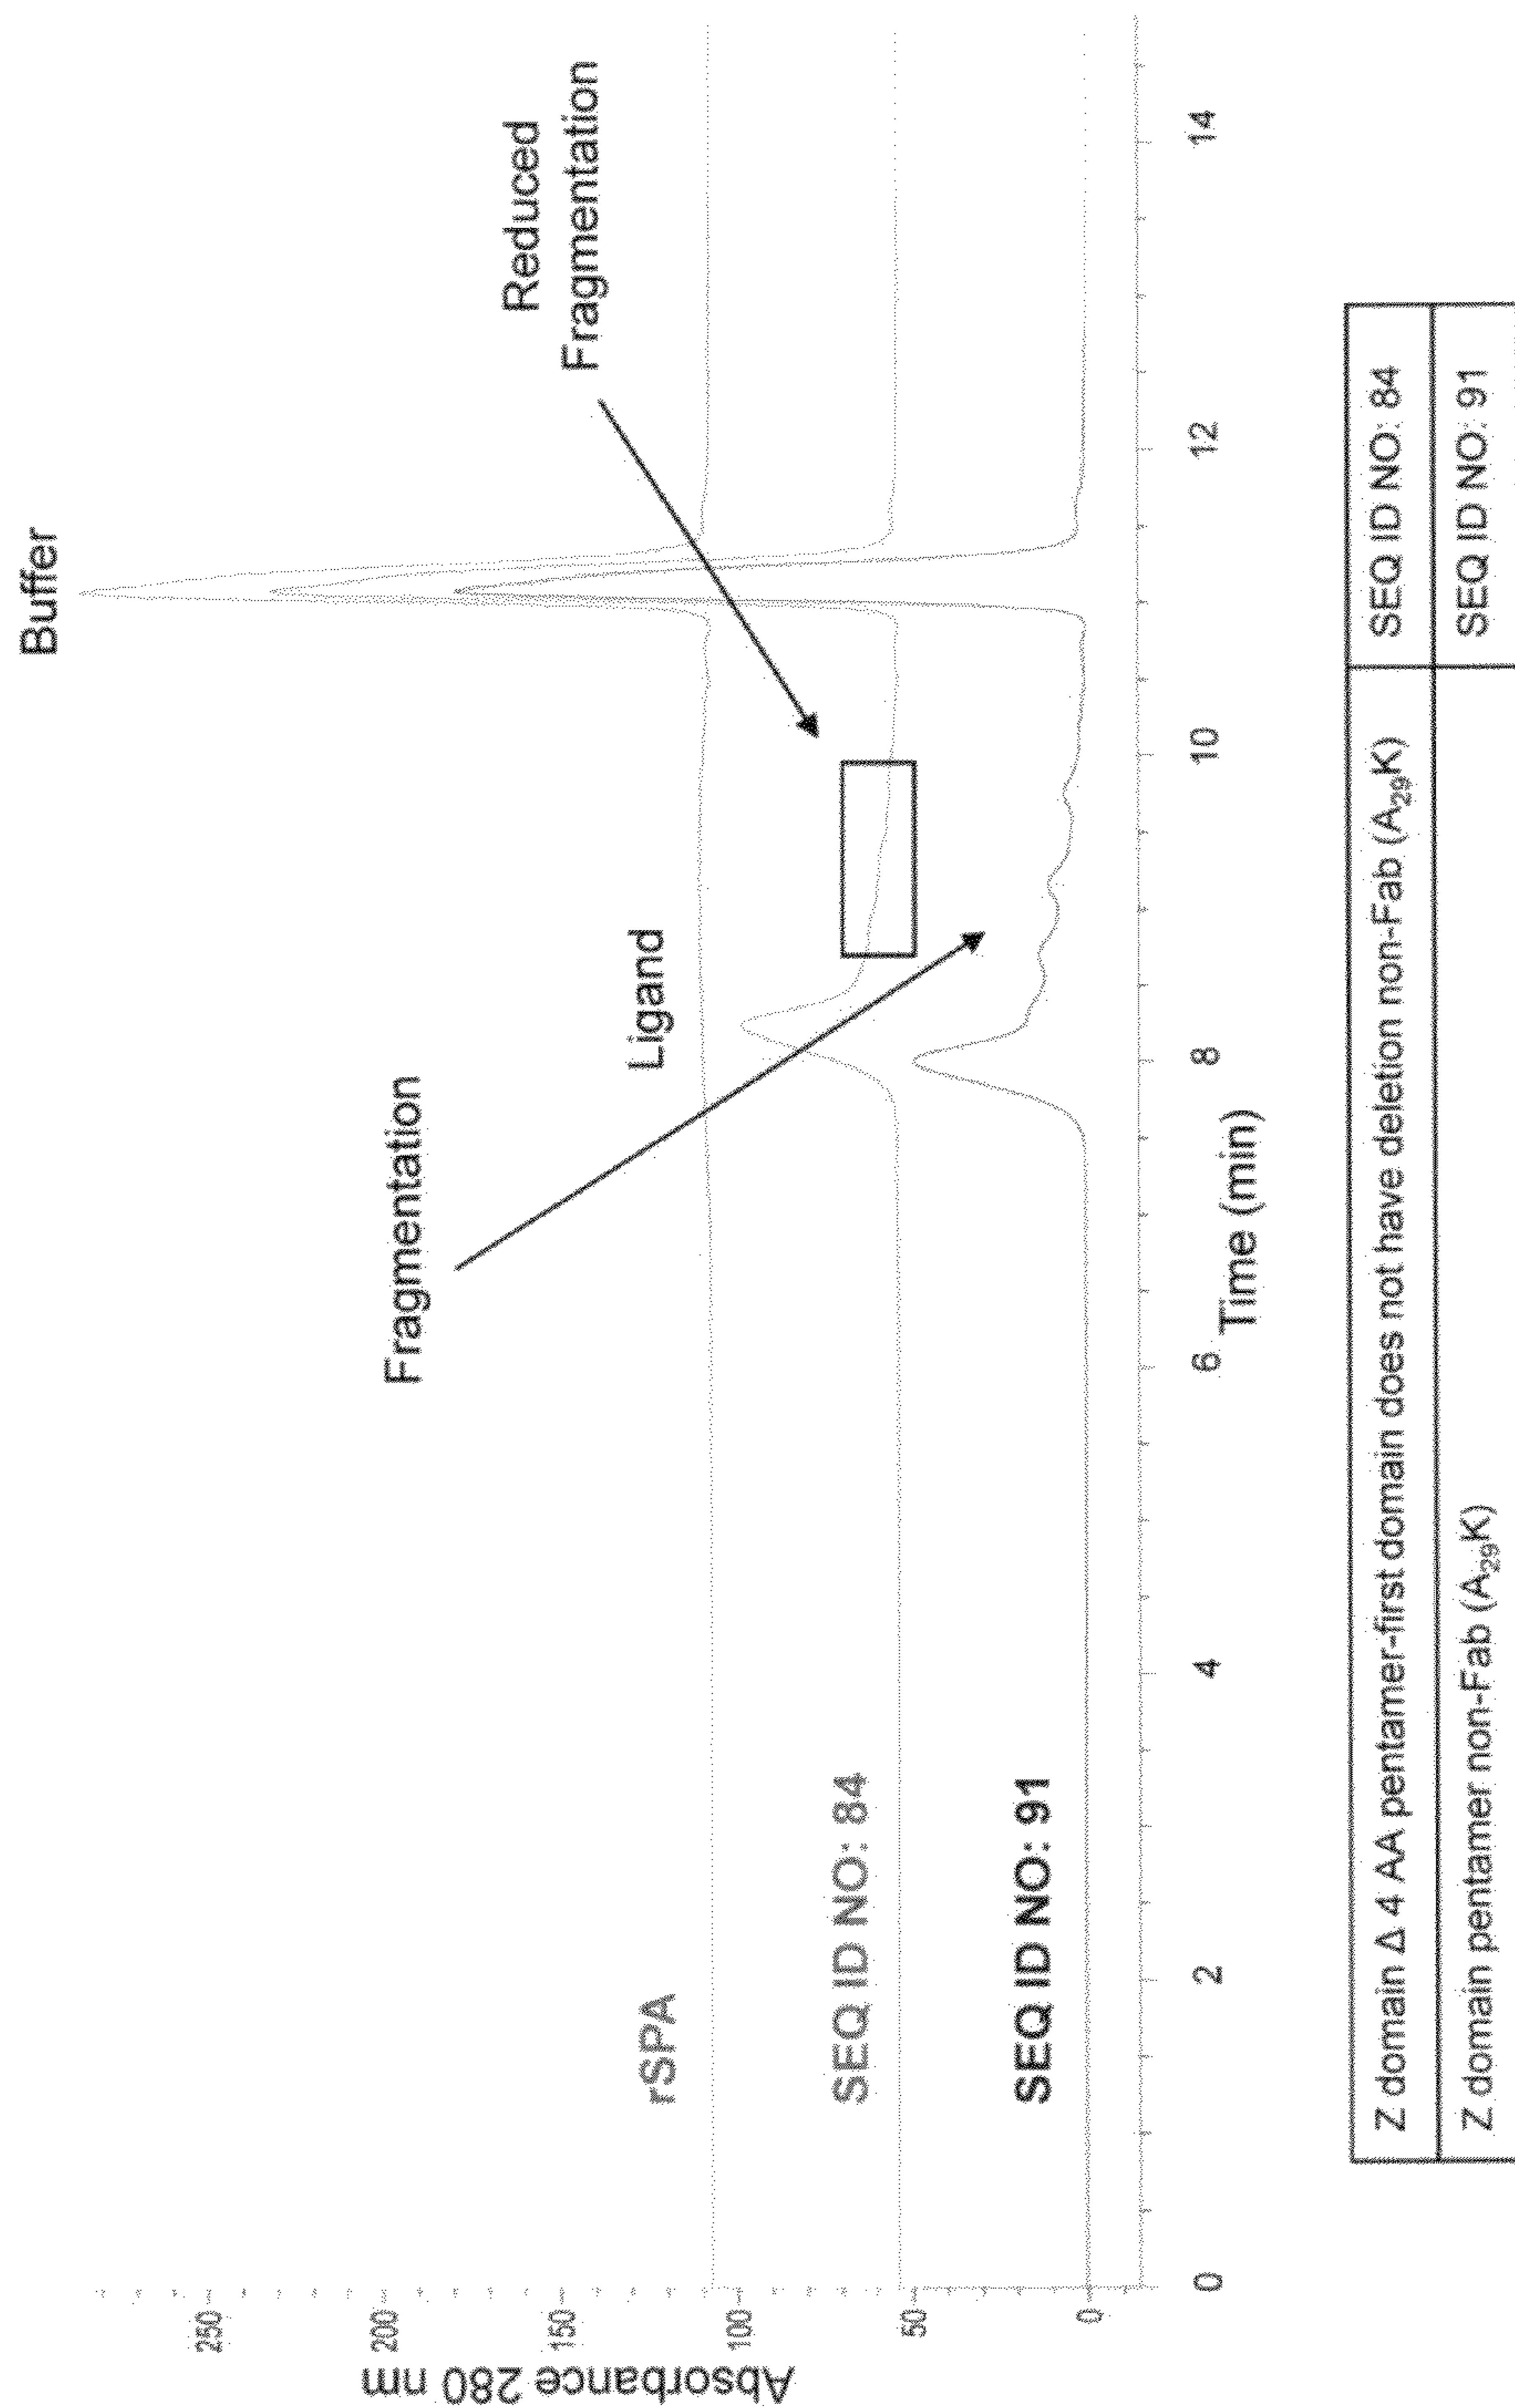 Buffer
Reduced
Fragmentation
Fragmentation
Ligand
rSPA
SEQ ID NO: 84
SEQ ID NO: 91
Absorbance 280 nm
250
200
150
100
50
0
0 2 4 6 8 10 12 14
Time (min)
Z domain Δ 4 AA pentamer-first domain does not have deletion non-Fab (A₂₉K) SEQ ID NO: 84
Z domain pentamer non-Fab (A₂₉K) SEQ ID NO: 91